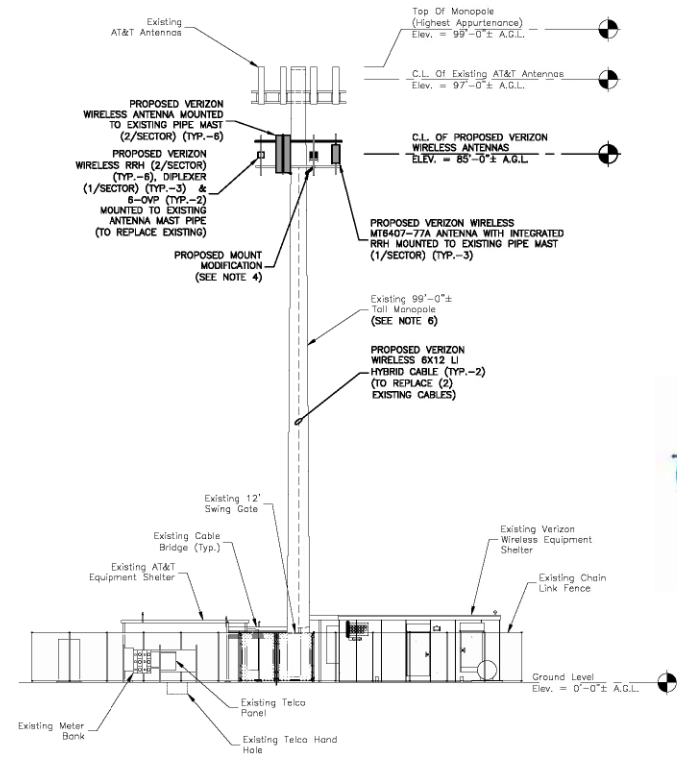 Existing
AT&T Antennas
Top Of Monopole
(Highest Appurtenance)
Elev. = 99'-0"± A.G.L.
C.L. Of Existing AT&T Antennas
Elev. = 97'-0"± A.G.L.
PROPOSED VERIZON
WIRELESS ANTENNA MOUNTED
TO EXISTING PIPE MAST
(2/SECTOR) (TYP.-6)
C.L. OF PROPOSED VERIZON
WIRELESS ANTENNAS
ELEV. = 85'-0"± A.G.L.
PROPOSED VERIZON
WIRELESS RRH (2/SECTOR)
(TYP.-6), DIPLEXER
(1/SECTOR) (TYP.-3) &
6-OVP (TYP.-2)
MOUNTED TO EXISTING
ANTENNA MAST PIPE
(TO REPLACE EXISTING)
PROPOSED VERIZON WIRELESS
MT6407-77A ANTENNA WITH INTEGRATED
RRH MOUNTED TO EXISTING PIPE MAST
(1/SECTOR) (TYP.-3)
PROPOSED MOUNT
MODIFICATION
(SEE NOTE 4)
Existing 99'-0"±
Tall Monopole
(SEE NOTE 6)
PROPOSED VERIZON
WIRELESS 6X12 LI
HYBRID CABLE (TYP.-2)
(TO REPLACE (2)
EXISTING CABLES)
Existing 12'
Swing Gate
Existing Cable
Bridge (Typ.)
Existing AT&T
Equipment Shelter
Existing Verizon
Wireless Equipment
Shelter
Existing Chain
Link Fence
Ground Level
Elev. = 0'-0"± A.G.L.
Existing Telco
Panel
Existing Meter
Bank
Existing Telco Hand
Hole